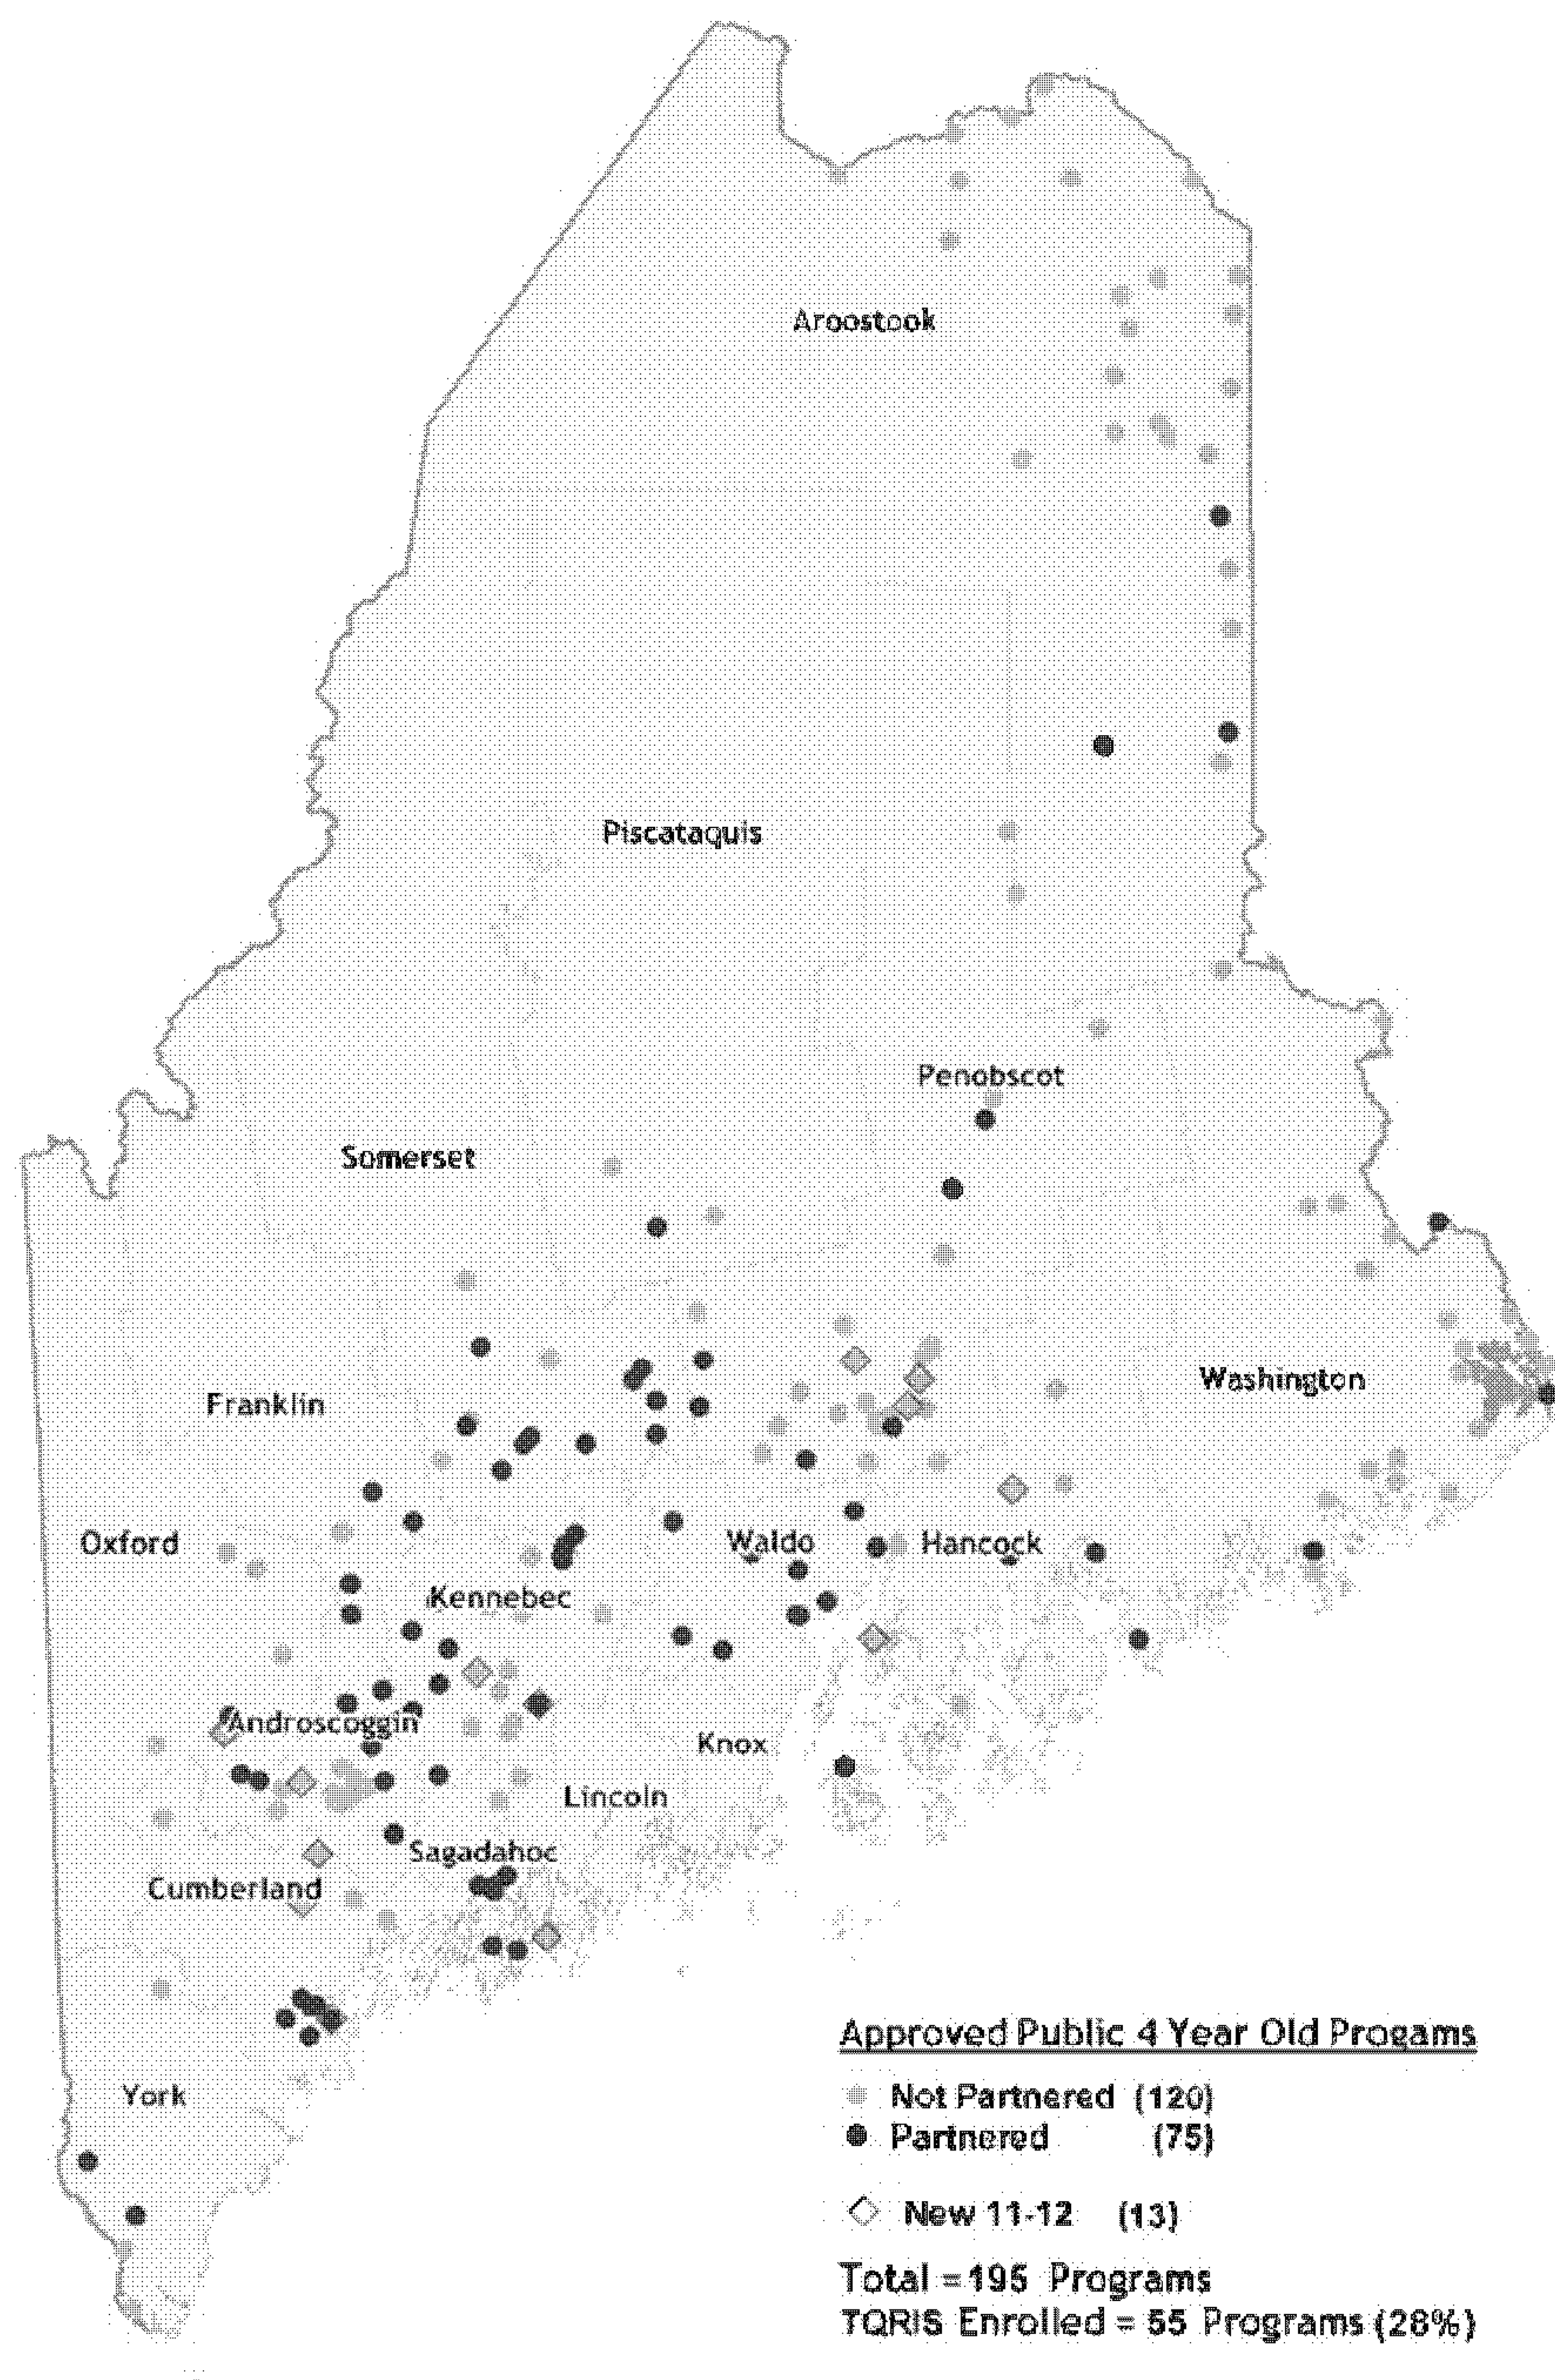 Aroostook
Piscataquis
Penobscot
Somerset
Washington
Franklin
Oxford
Waldo
Hancock
Kennebec
Androscoggin
Knox
Lincoln
Sagadahoc
Cumberland
York
Approved Public 4 Year Old Progams
Not Partnered (120)
Partnered (75)
New 11-12 (13)
Total = 195 Programs
TQRIS Enrolled = 55 Programs (28%)